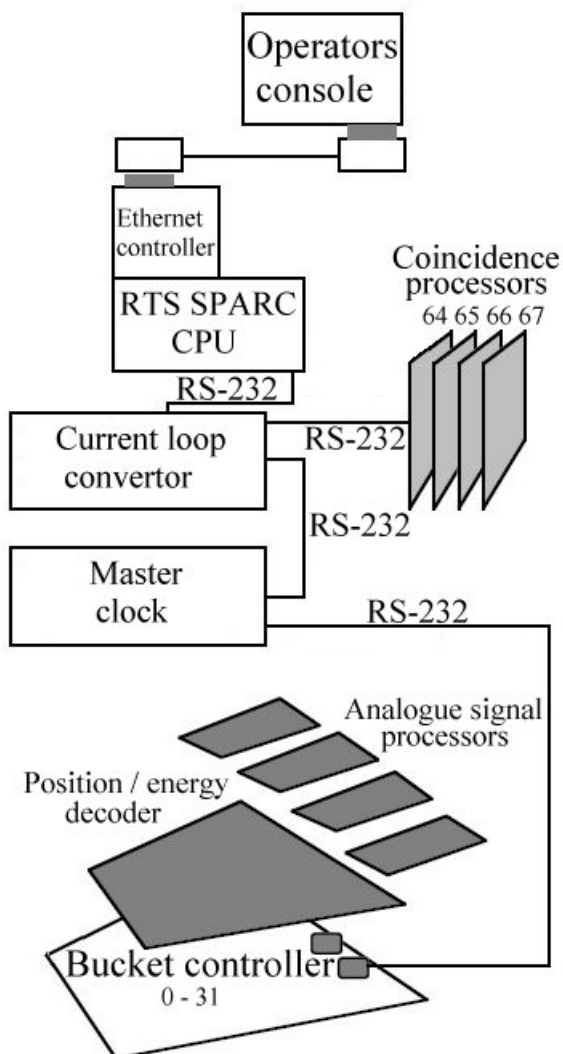 Operators
console
Ethernet
controller
RTS SPARC
CPU
Coincidence
processors
64 65 66 67
RS-232
Current loop
convertor
RS-232
RS-232
Master
clock
RS-232
Analogue signal
processors
Position / energy
decoder
Bucket controller
0 - 31